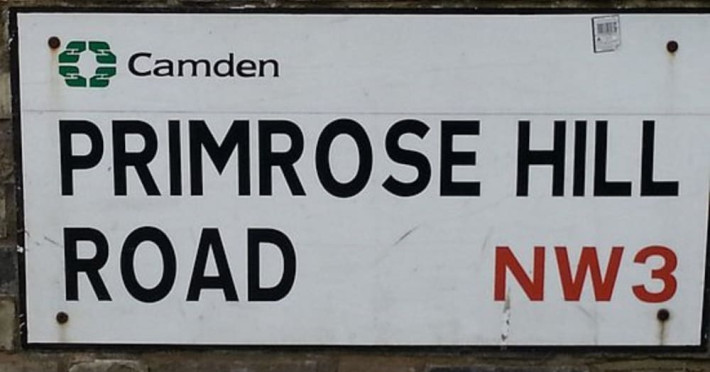 Camden
PRIMROSE HILL
ROAD NW3